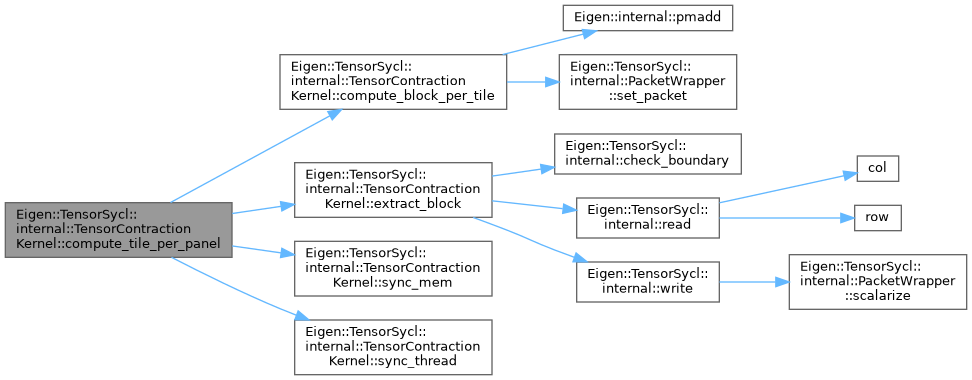 Eigen::internal::pmadd
Eigen::TensorSycl::
internal::TensorContraction
Kernel::compute_block_per_tile
Eigen::TensorSycl::
internal::PacketWrapper
::set_packet
Eigen::TensorSycl::
internal::check_boundary
Eigen::TensorSycl::
internal::TensorContraction
Kernel::extract_block
col
Eigen::TensorSycl::
internal::read
row
Eigen::TensorSycl::
internal::TensorContraction
Kernel::compute_tile_per_panel
Eigen::TensorSycl::
internal::TensorContraction
Kernel::sync_mem
Eigen::TensorSycl::
internal::write
Eigen::TensorSycl::
internal::PacketWrapper
::scalarize
Eigen::TensorSycl::
internal::TensorContraction
Kernel::sync_thread